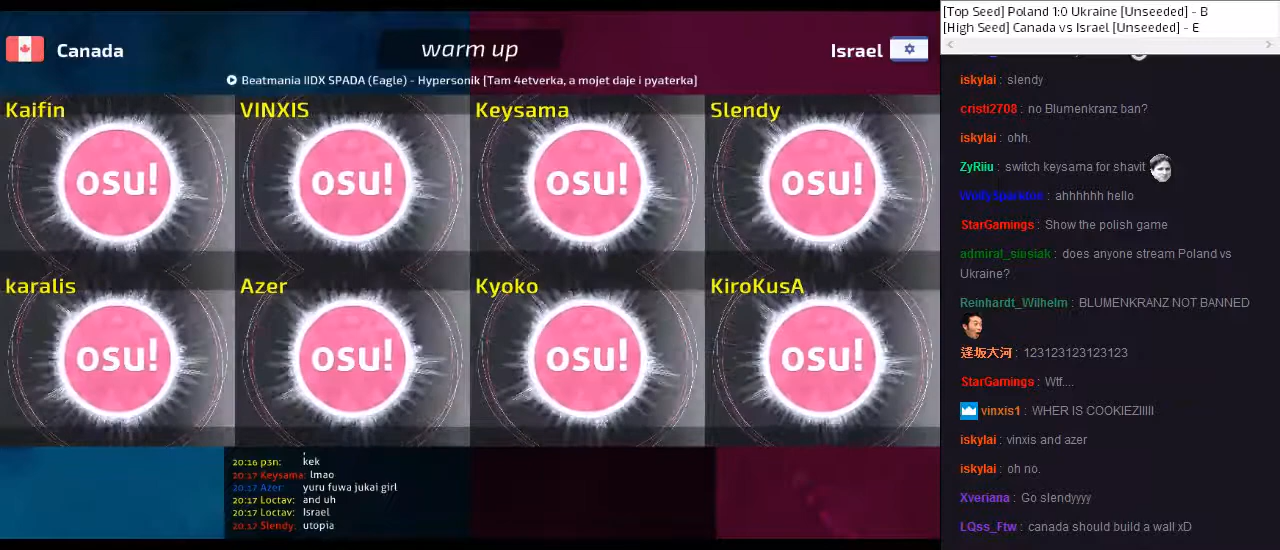 Canada
warm up
Israel
Beatmania IIDX SPADA (Eagle) - Hypersonik [Tam 4etverka, a mojet daje i pyaterka]
Kaifin
VINXIS
Keysama
Slendy
osu!
osu!
osu!
osu!
karalis
Azer
Kyoko
KiroKusA
osu!
osu!
osu!
osu!
20:16 p3n: kek
20:17 Keysama: lmao
20:17 Azer: yuru fuwa jukai girl
20:17 Loctav: and uh
20:17 Loctav: Israel
20:17 Slendy: utopia
[Top Seed] Poland 1:0 Ukraine [Unseeded] - B
[High Seed] Canada vs Israel [Unseeded] - E
iskylai : slendy
cristi2708 : no Blumenkranz ban?
iskylai : ohh.
ZyRiiu : switch keysama for shavit
WolfySparkton : ahhhhhh hello
StarGamings : Show the polish game
admiral_siusiak : does anyone stream Poland vs
Ukraine?
Reinhardt_Wilhelm : BLUMENKRANZ NOT BANNED
逢坂大河 : 123123123123123
StarGamings : Wtf....
vinxis1 : WHER IS COOKIEZIIIII
iskylai : vinxis and azer
iskylai : oh no.
Xveriana : Go slendyyyy
LQss_Ftw : canada should build a wall xD